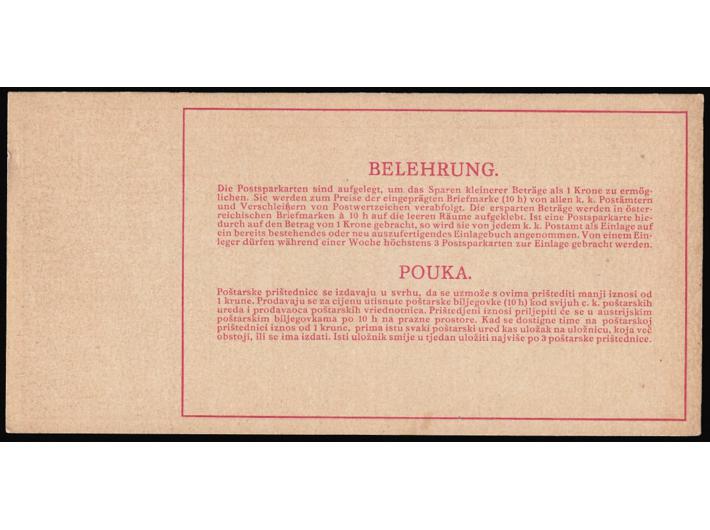 BELEHRUNG.
Die Postsparkarten sind aufgelegt, um das Sparen kleinerer Beträge als 1 Krone zu ermög-
lichen. Sie werden zum Preise der eingeprägten Briefmarke (10 h) von allen k. k. Postämtern
und Verschleißern von Postwertzeichen verabfolgt. Die ersparten Beträge werden in öster-
reichischen Briefmarken à 10 h auf die leeren Räume aufgeklebt. Ist eine Postsparkarte hie-
durch auf den Betrag von 1 Krone gebracht, so wird sie von jedem k. k. Postamt als Einlage auf
ein bereits bestehendes oder neu auszufertigendes Einlagebuch angenommen. Von einem Ein-
leger dürfen während einer Woche höchstens 3 Postsparkarten zur Einlage gebracht werden.
POUKA.
Poštarske prištednice se izdavaju u svrhu, da se uzmože s ovima prištediti manji iznosi od
1 krune. Prodavaju se za cijenu utisnute poštarske biljegovke (10 h) kod svijuh c. k. poštarskih
ureda i prodavaoca poštarskih vriednotnica. Prištedjeni iznosi priljepiti će se u austrijskim
poštarskim biljegovkama po 10 h na prazne prostore. Kad se dostigne time na poštarskoj
prištednici iznos od 1 krune, prima istu svaki poštarski ured kas uložak na uložnicu, koja već
obstoji, ili se ima izdati. Isti uložnik smije u tjedan uložiti najviše po 3 poštarske prištednice.